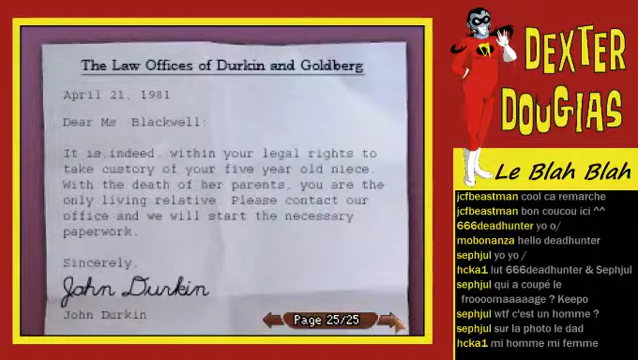 The Law Offices of Durkin and Goldberg
April 21, 1981
Dear Ms Blackwell:
It is indeed within your legal rights to
take custory of your five year old niece.
With the death of her parents, you are the
only living relative. Please contact our
office and we will start the necessary
paperwork.
Sincerely,
John Durkin
John Durkin
Page 25/25
DEXTER
DOUGlAS
Le Blah Blah
jcfbeastman cool ca remarche
jcfbeastman bon coucou ici ^^
666deadhunter yo o/
mobonanza hello deadhunter
sephjul yo yo /
hcka1 lut 666deadhunter & Sephjul
sephjul qui a coupé le
froooomaaaaage ? Keepo
sephjul wtf c'est un homme ?
sephjul sur la photo le dad
hcka1 mi homme mi femme